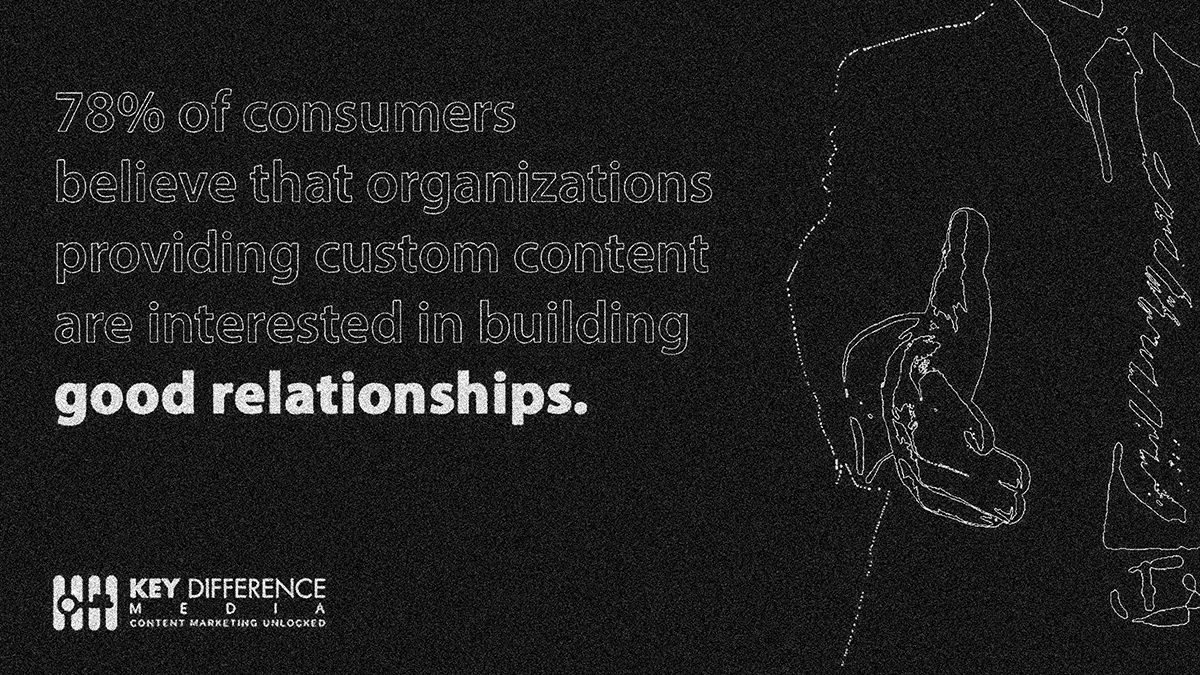 78% of consumers
believe that organizations
providing custom content
are interested in building
good relationships.
KEY DIFFERENCE
MEDIA
CONTENT MARKETING UNLOCKED